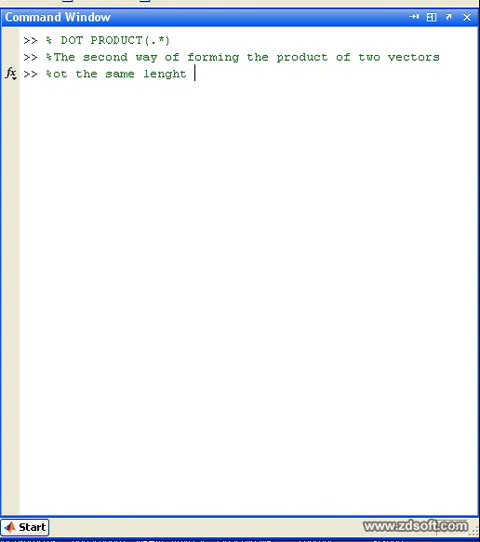 Command Window
>> % DOT PRODUCT(.*)
>> %The second way of forming the product of two vectors
fx >> %ot the same lenght
Start
www.zdsoft.com